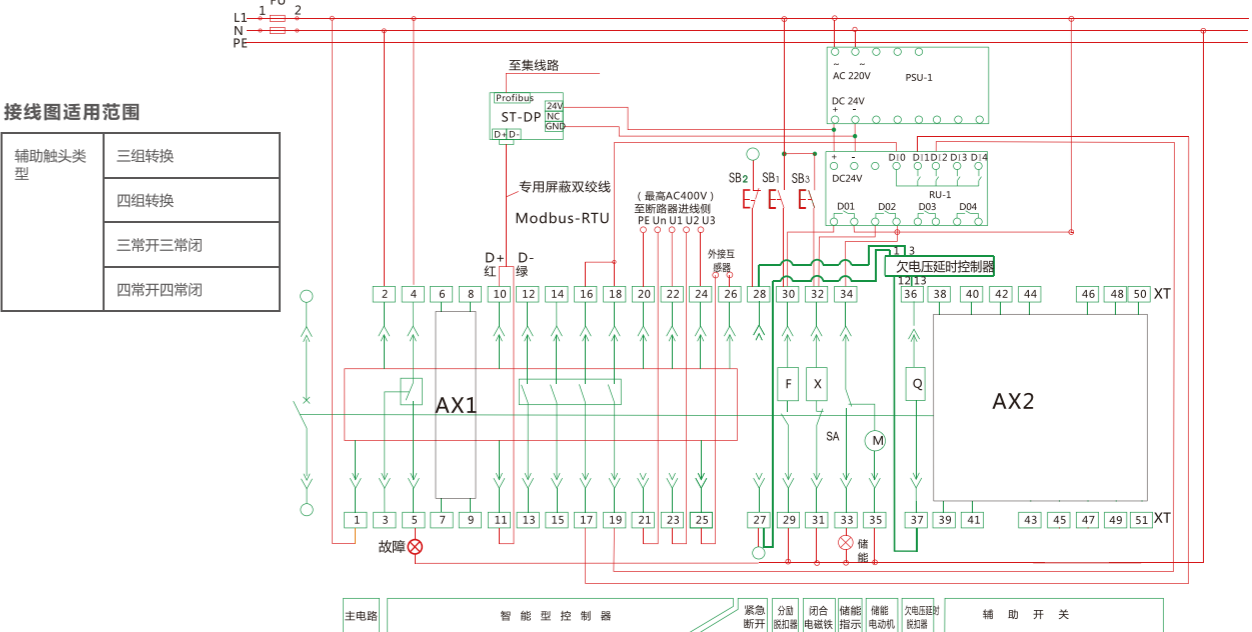 FU
1 2
L1
N
PE
至集线路
Profibus
ST-DP
24V
NC
GND
D+ D-
~ ~
AC 220V
PSU-1
DC 24V
+ -
接线图适用范围
辅助触头类型
三组转换
四组转换
三常开三常闭
四常开四常闭
+ -
DI0 DI1 DI2 DI3 DI4
DC24V
RU-1
D01 D02 D03 D04
SB2 SB1 SB3
专用屏蔽双绞线
Modbus-RTU
(最高AC400V)
至断路器进线侧
PE Un U1 U2 U3
外接互
感器
D+ D-
红 绿
1 3
欠电压延时控制器
12 13
2 4 6 8 10 12 14 16 18 20 22 24 26 28 30 32 34 36 38 40 42 44 46 48 50 XT
F X Q
AX1
AX2
SA
M
1 3 5 7 9 11 13 15 17 19 21 23 25 27 29 31 33 35 37 39 41 43 45 47 49 51 XT
故障
储
能
主电路
智能型控制器
紧急
断开
分励
脱扣器
闭合
电磁铁
储能
指示
储能
电动机
欠电压延时
脱扣器
辅助开关